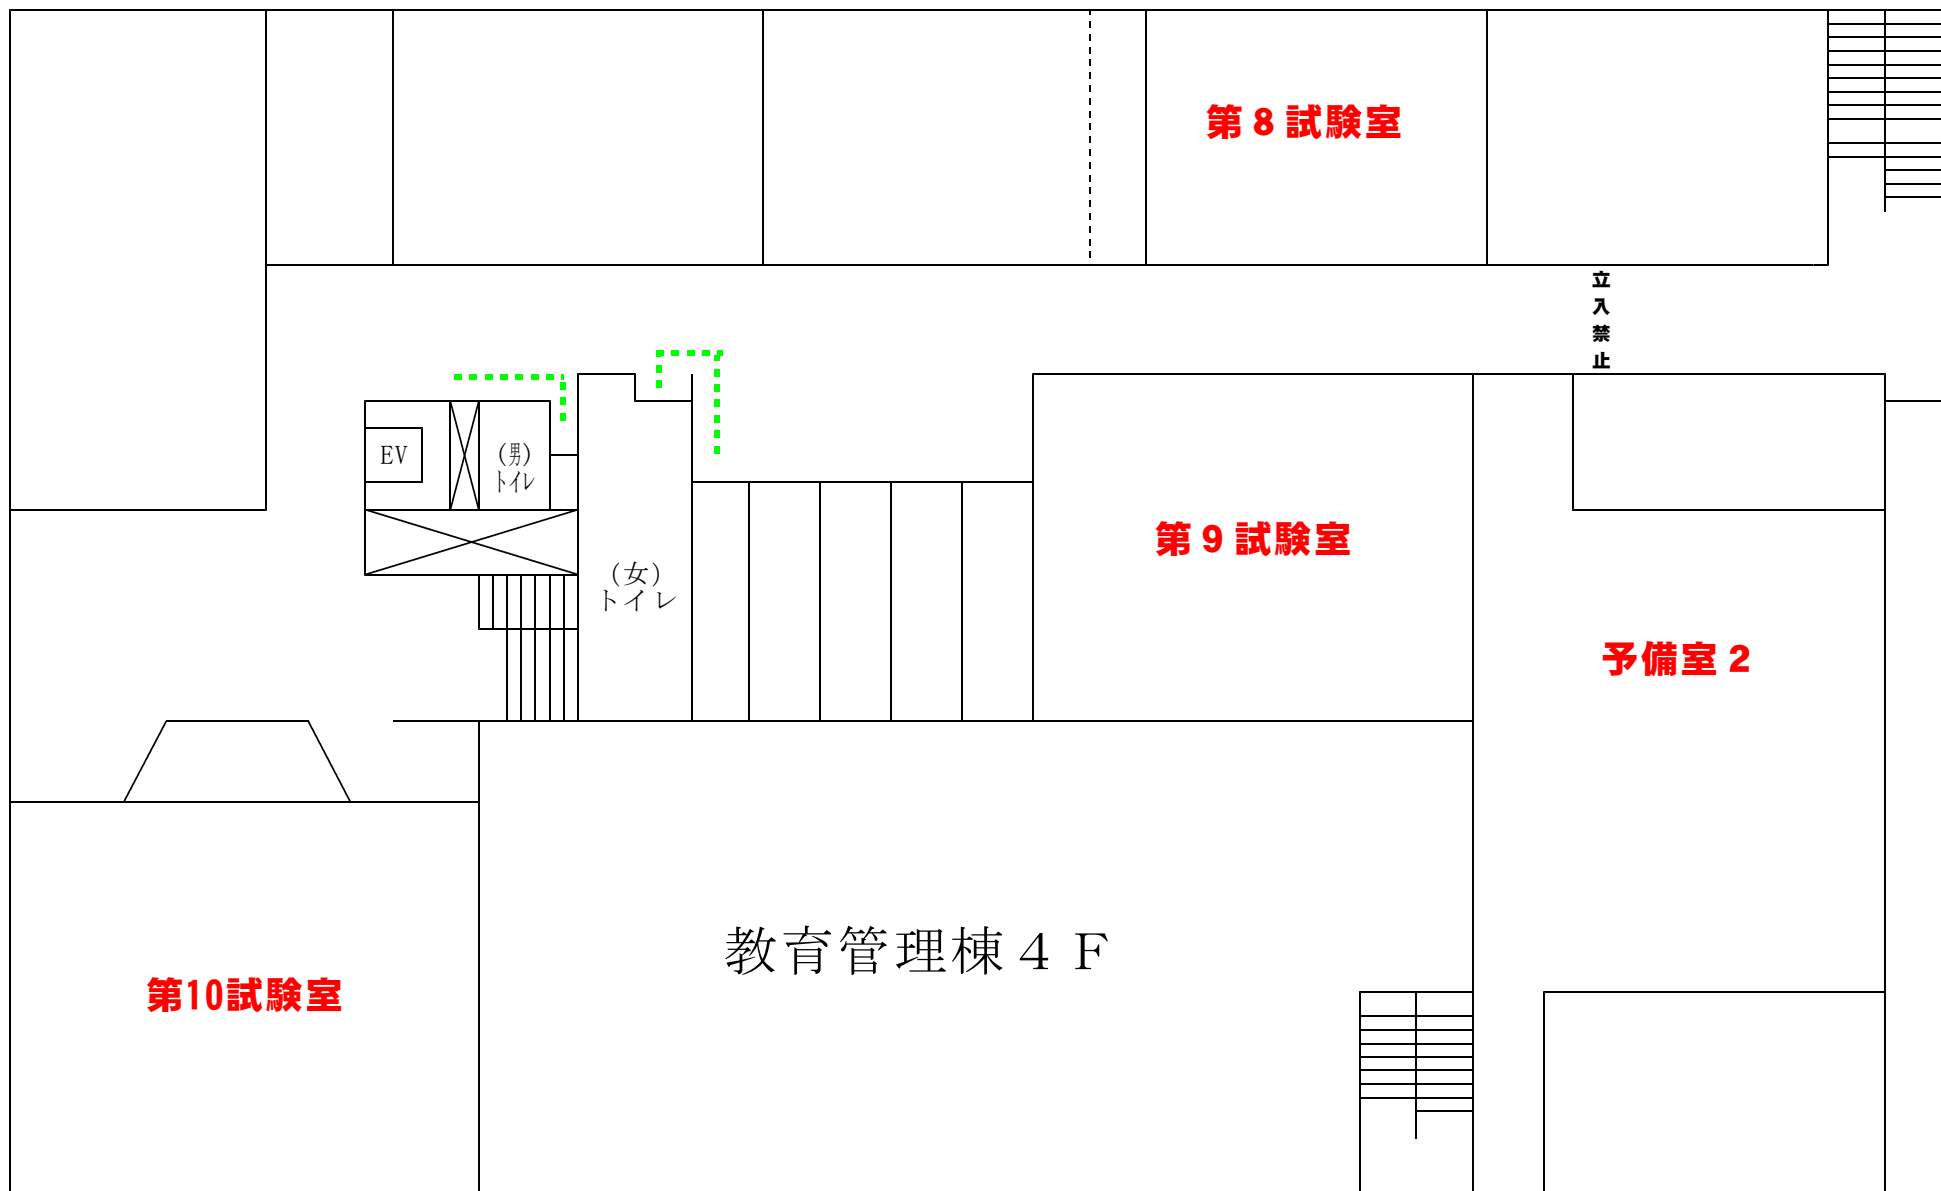 第８試験室
立入禁止
EV
(男)
トイレ
第９試験室
(女)
トイレ
予備室２
教育管理棟４Ｆ
第10試験室